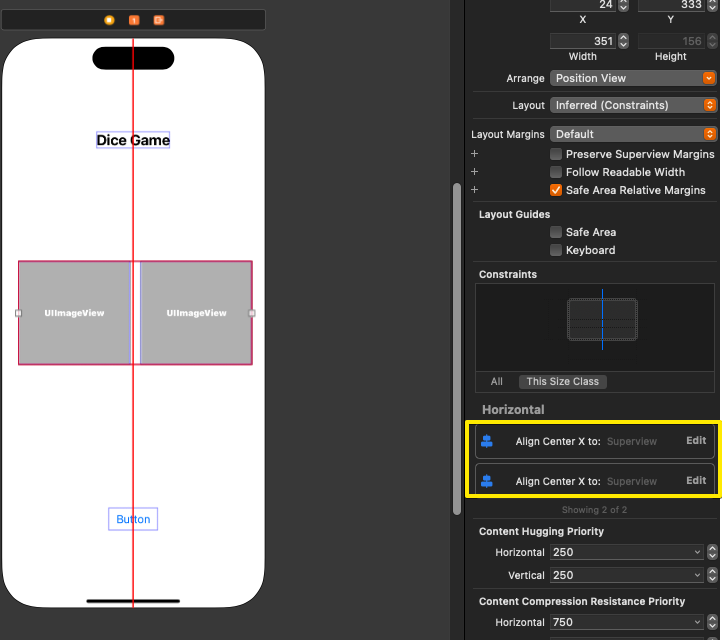 1
Dice Game
UIImageView
UIImageView
Button
24
333
X
Y
351
156
Width
Height
Arrange
Position View
Layout
Inferred (Constraints)
Layout Margins
Default
Preserve Superview Margins
Follow Readable Width
Safe Area Relative Margins
Layout Guides
Safe Area
Keyboard
Constraints
All
This Size Class
Horizontal
Align Center X to: Superview
Edit
Align Center X to: Superview
Edit
Showing 2 of 2
Content Hugging Priority
Horizontal
250
Vertical
250
Content Compression Resistance Priority
Horizontal
750